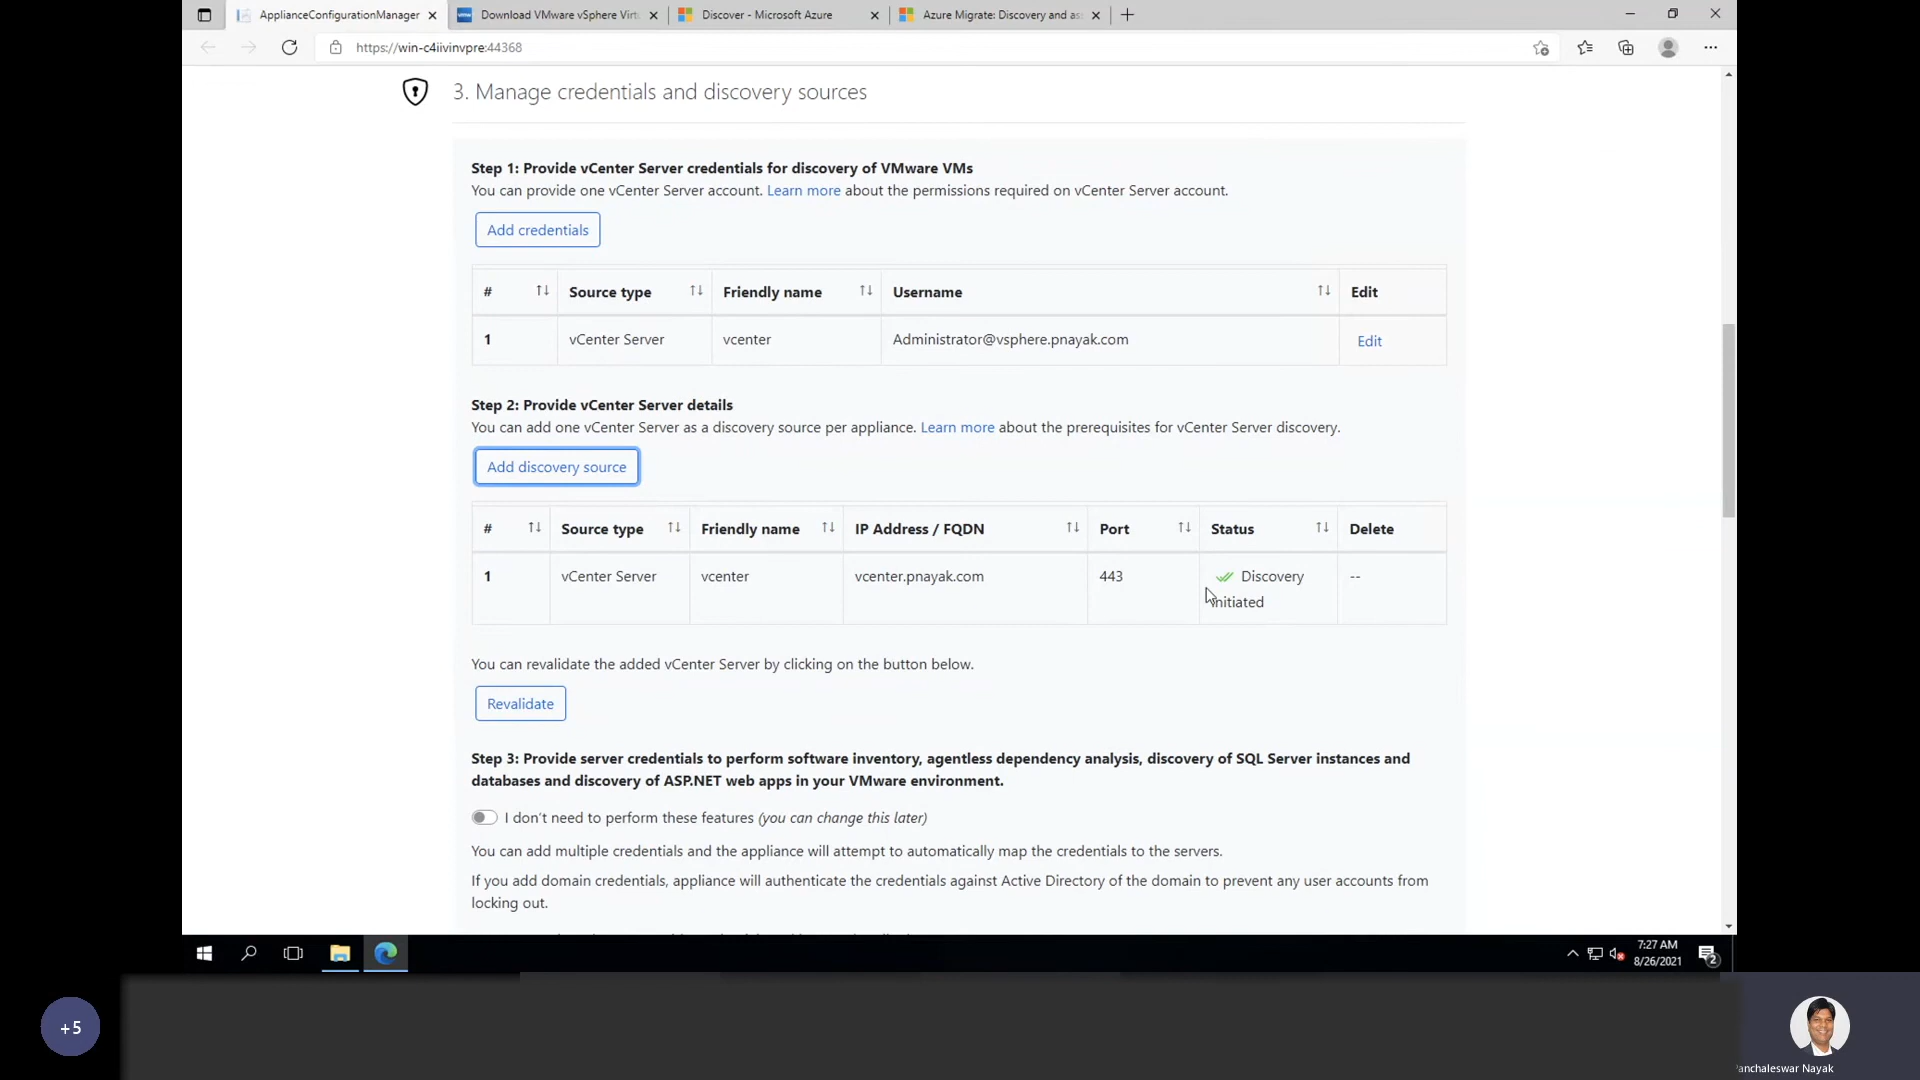 ApplianceConfigurationManager
Download VMware vSphere Virt
Discover - Microsoft Azure
Azure Migrate: Discovery and as
https://win-c4iivinvpre:44368
3. Manage credentials and discovery sources
Step 1: Provide vCenter Server credentials for discovery of VMware VMs
You can provide one vCenter Server account. Learn more about the permissions required on vCenter Server account.
Add credentials
# Source type Friendly name Username Edit
1 vCenter Server vcenter Administrator@vsphere.pnayak.com Edit
Step 2: Provide vCenter Server details
You can add one vCenter Server as a discovery source per appliance. Learn more about the prerequisites for vCenter Server discovery.
Add discovery source
# Source type Friendly name IP Address / FQDN Port Status Delete
1 vCenter Server vcenter vcenter.pnayak.com 443 Discovery --
initiated
You can revalidate the added vCenter Server by clicking on the button below.
Revalidate
Step 3: Provide server credentials to perform software inventory, agentless dependency analysis, discovery of SQL Server instances and
databases and discovery of ASP.NET web apps in your VMware environment.
I don't need to perform these features (you can change this later)
You can add multiple credentials and the appliance will attempt to automatically map the credentials to the servers.
If you add domain credentials, appliance will authenticate the credentials against Active Directory of the domain to prevent any user accounts from
locking out.
7:27 AM
8/26/2021
2
+5
Panchaleswar Nayak